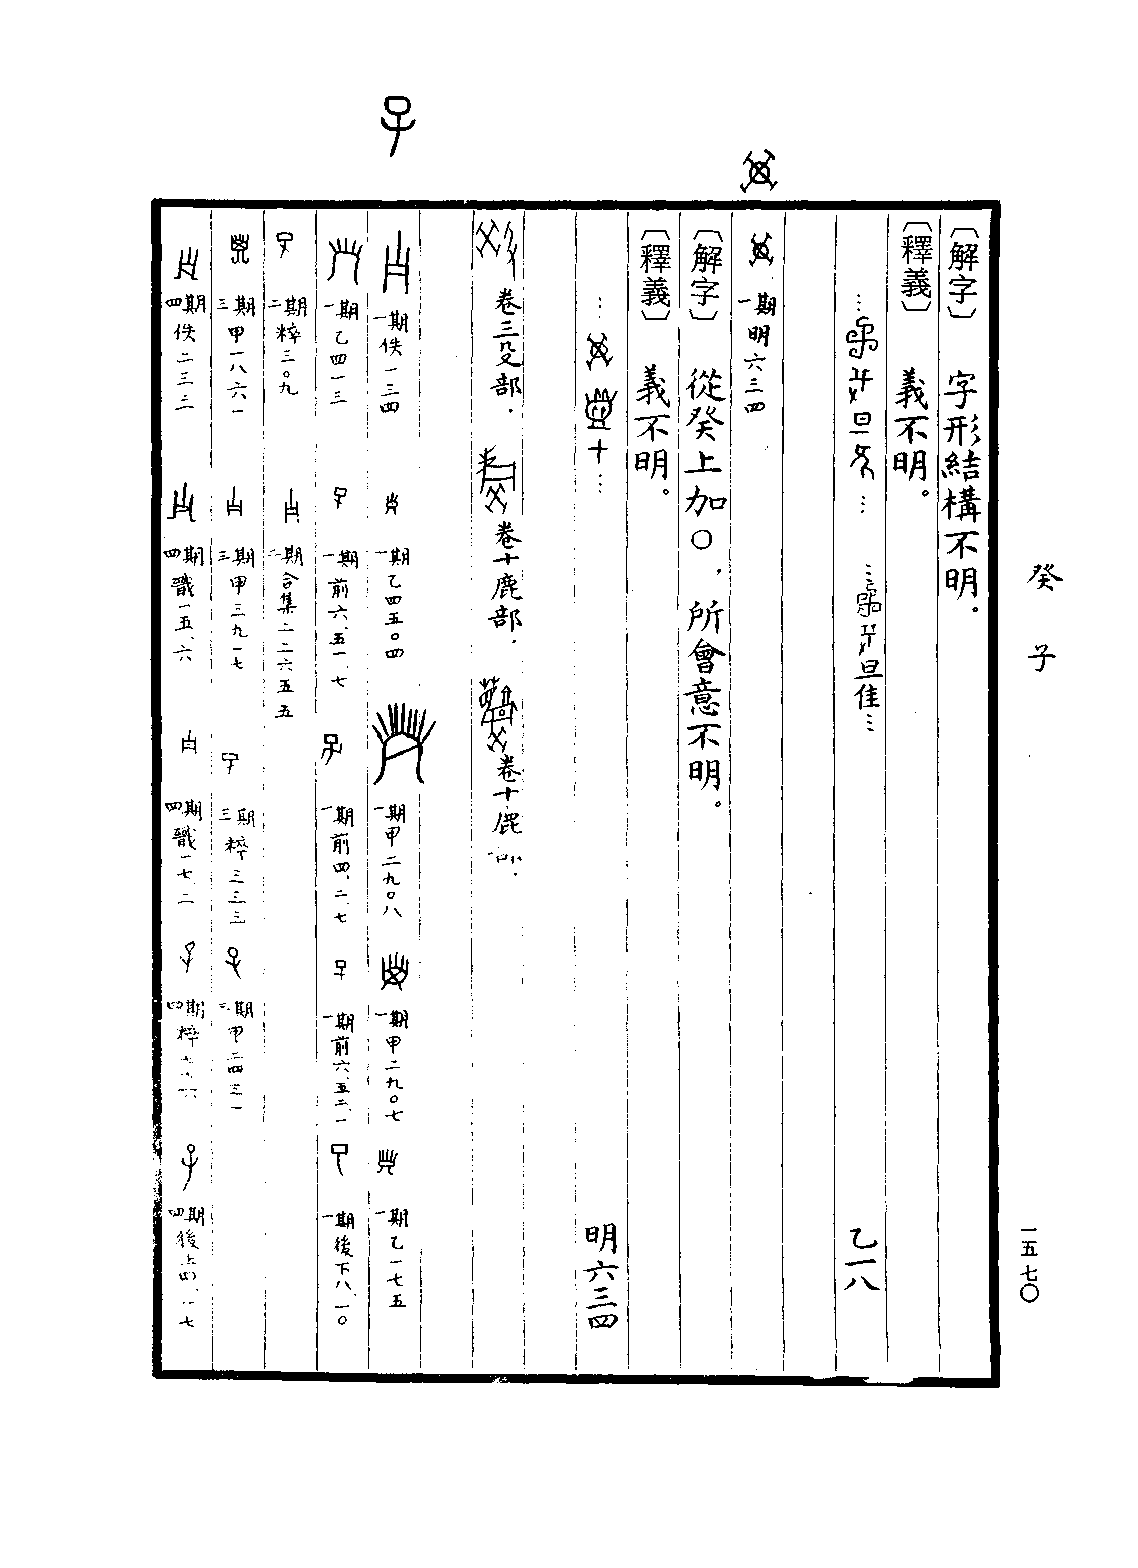 癸 子
一五七〇
〔解字〕 字形結構不明。
〔釋義〕 義不明。
… 旦 … … 旦隹… 乙一八
一期 明六三四
〔解字〕 從癸上加〇，所會意不明。
〔釋義〕 義不明。
… 十… 明六三四
卷三殳部． 卷十鹿部． 卷十鹿部．
子
一期 佚一三四 一期 乙四五〇四 一期 甲二九〇八 一期 甲二九〇七 一期 乙一七五
一期 乙四一三 一期 前六．五一．七 一期 前四．二七 一期 前六．五二．一 一期 後下八．一〇
二期 粹三〇九 二期 合集二二六五五
三期 甲一八六一 三期 甲三九一七 三期 粹三三三 三期 甲二四三一
四期 佚二三三 四期 戬一五．六 四期 戬一七．二 四期 粹 四期 後上 一七